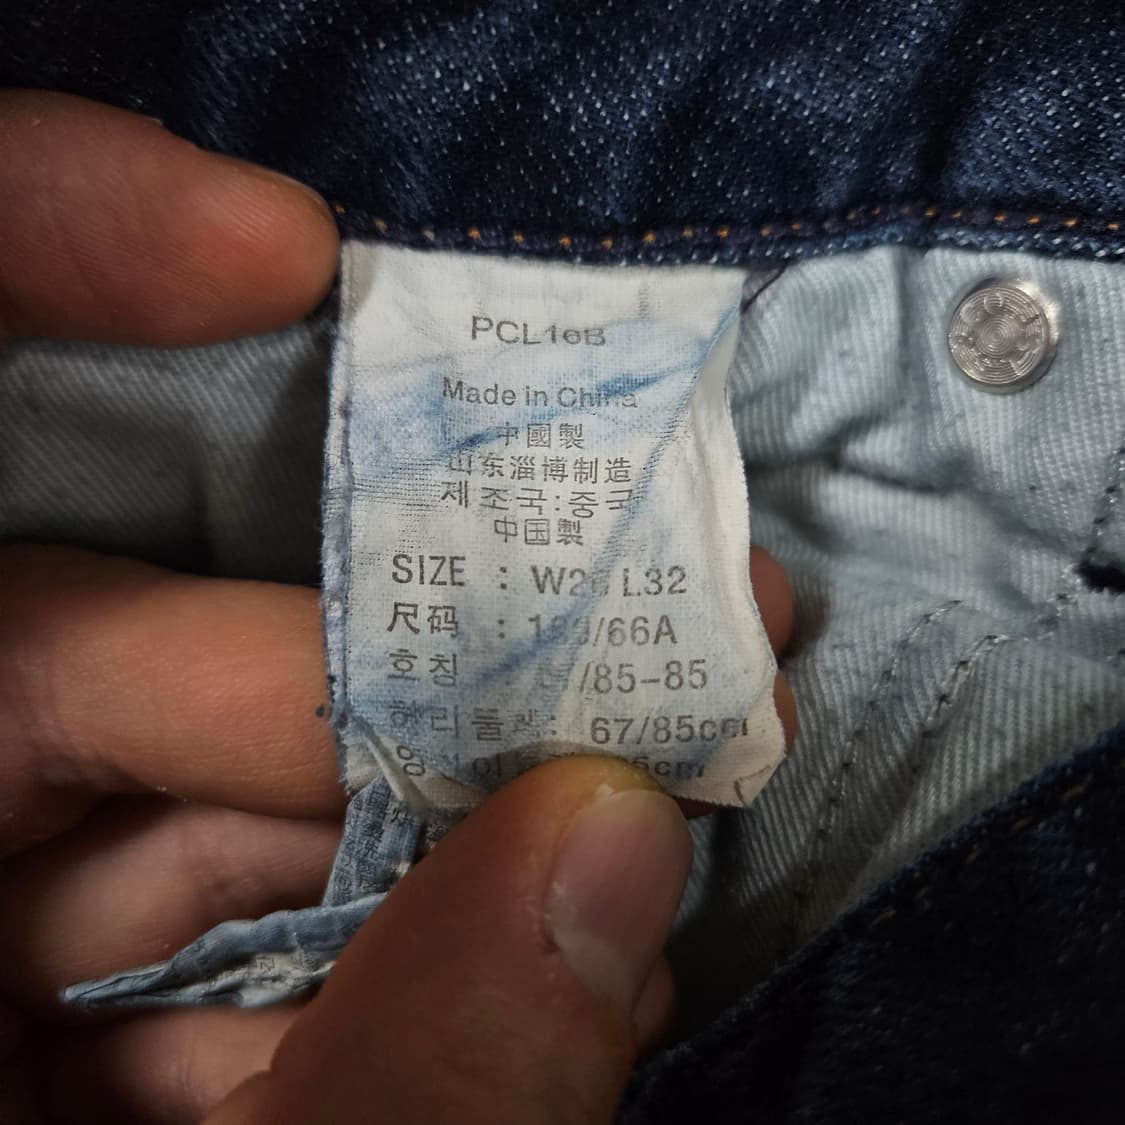 PCL16B
Made in China
中國製
山东淄博制造
제조국:중국
中国製
SIZE : L32
尺码 : /66A
호칭 /85-85
67/85cm